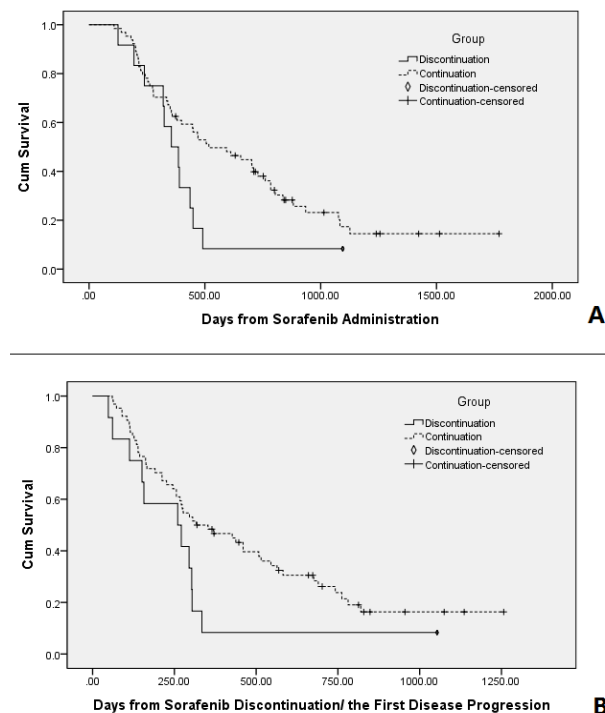 1.0
0.8
0.6
0.4
0.2
0.0
Cum Survival
Group
Discontinuation
Continuation
Discontinuation-censored
Continuation-censored
.00 500.00 1000.00 1500.00 2000.00
Days from Sorafenib Administration
A
1.0
0.8
0.6
0.4
0.2
0.0
Cum Survival
Group
Discontinuation
Continuation
Discontinuation-censored
Continuation-censored
.00 250.00 500.00 750.00 1000.00 1250.00
Days from Sorafenib Discontinuation/ the First Disease Progression
B